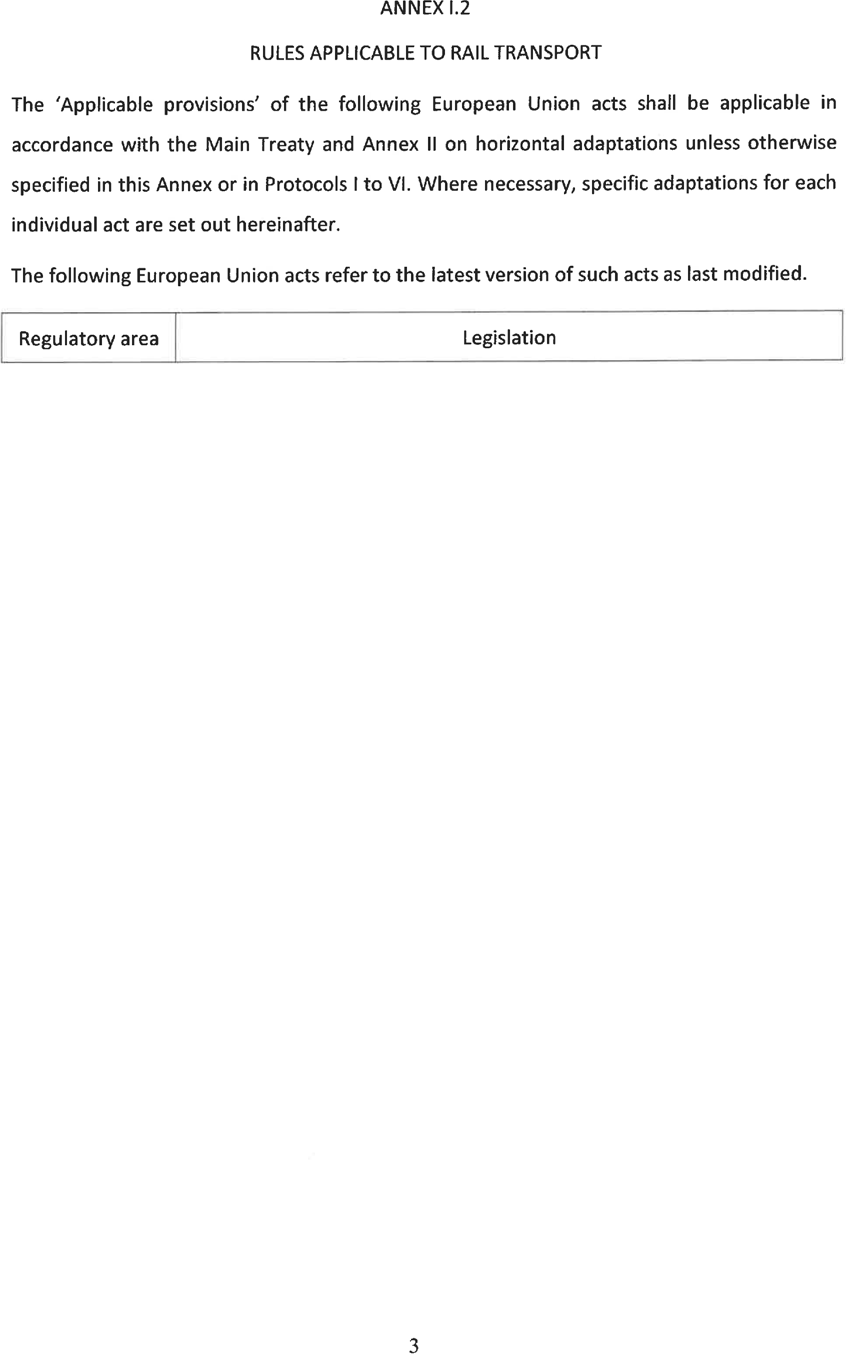 ANNEX I.2
RULES APPLICABLE TO RAIL TRANSPORT
The ‘Applicable provisions’ of the following European Union acts shall be applicable in
accordance with the Main Treaty and Annex II on horizontal adaptations unless otherwise
specified in this Annex or in Protocols I to VI. Where necessary, specific adaptations for each
individual act are set out hereinafter.
The following European Union acts refer to the latest version of such acts as last modified.
Regulatory area Legislation
3